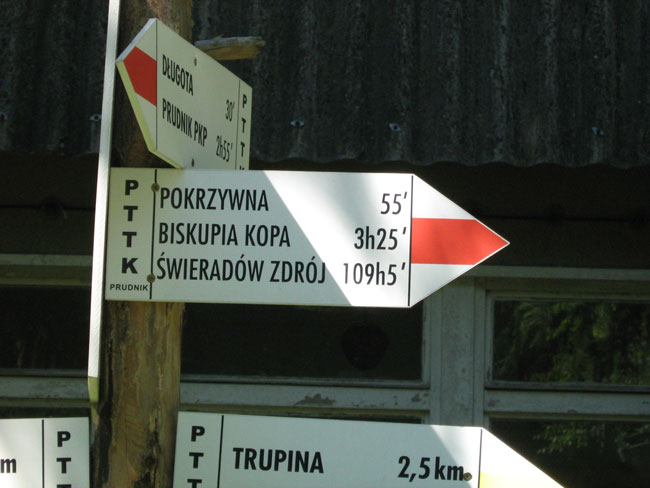 DŁUGOTA 30'
PRUDNIK PKP 2h55'
PTTK
PTTK
PRUDNIK
POKRZYWNA 55'
BISKUPIA KOPA 3h25'
ŚWIERADÓW ZDRÓJ 109h5'
m
PTT
PTT
TRUPINA 2,5 km